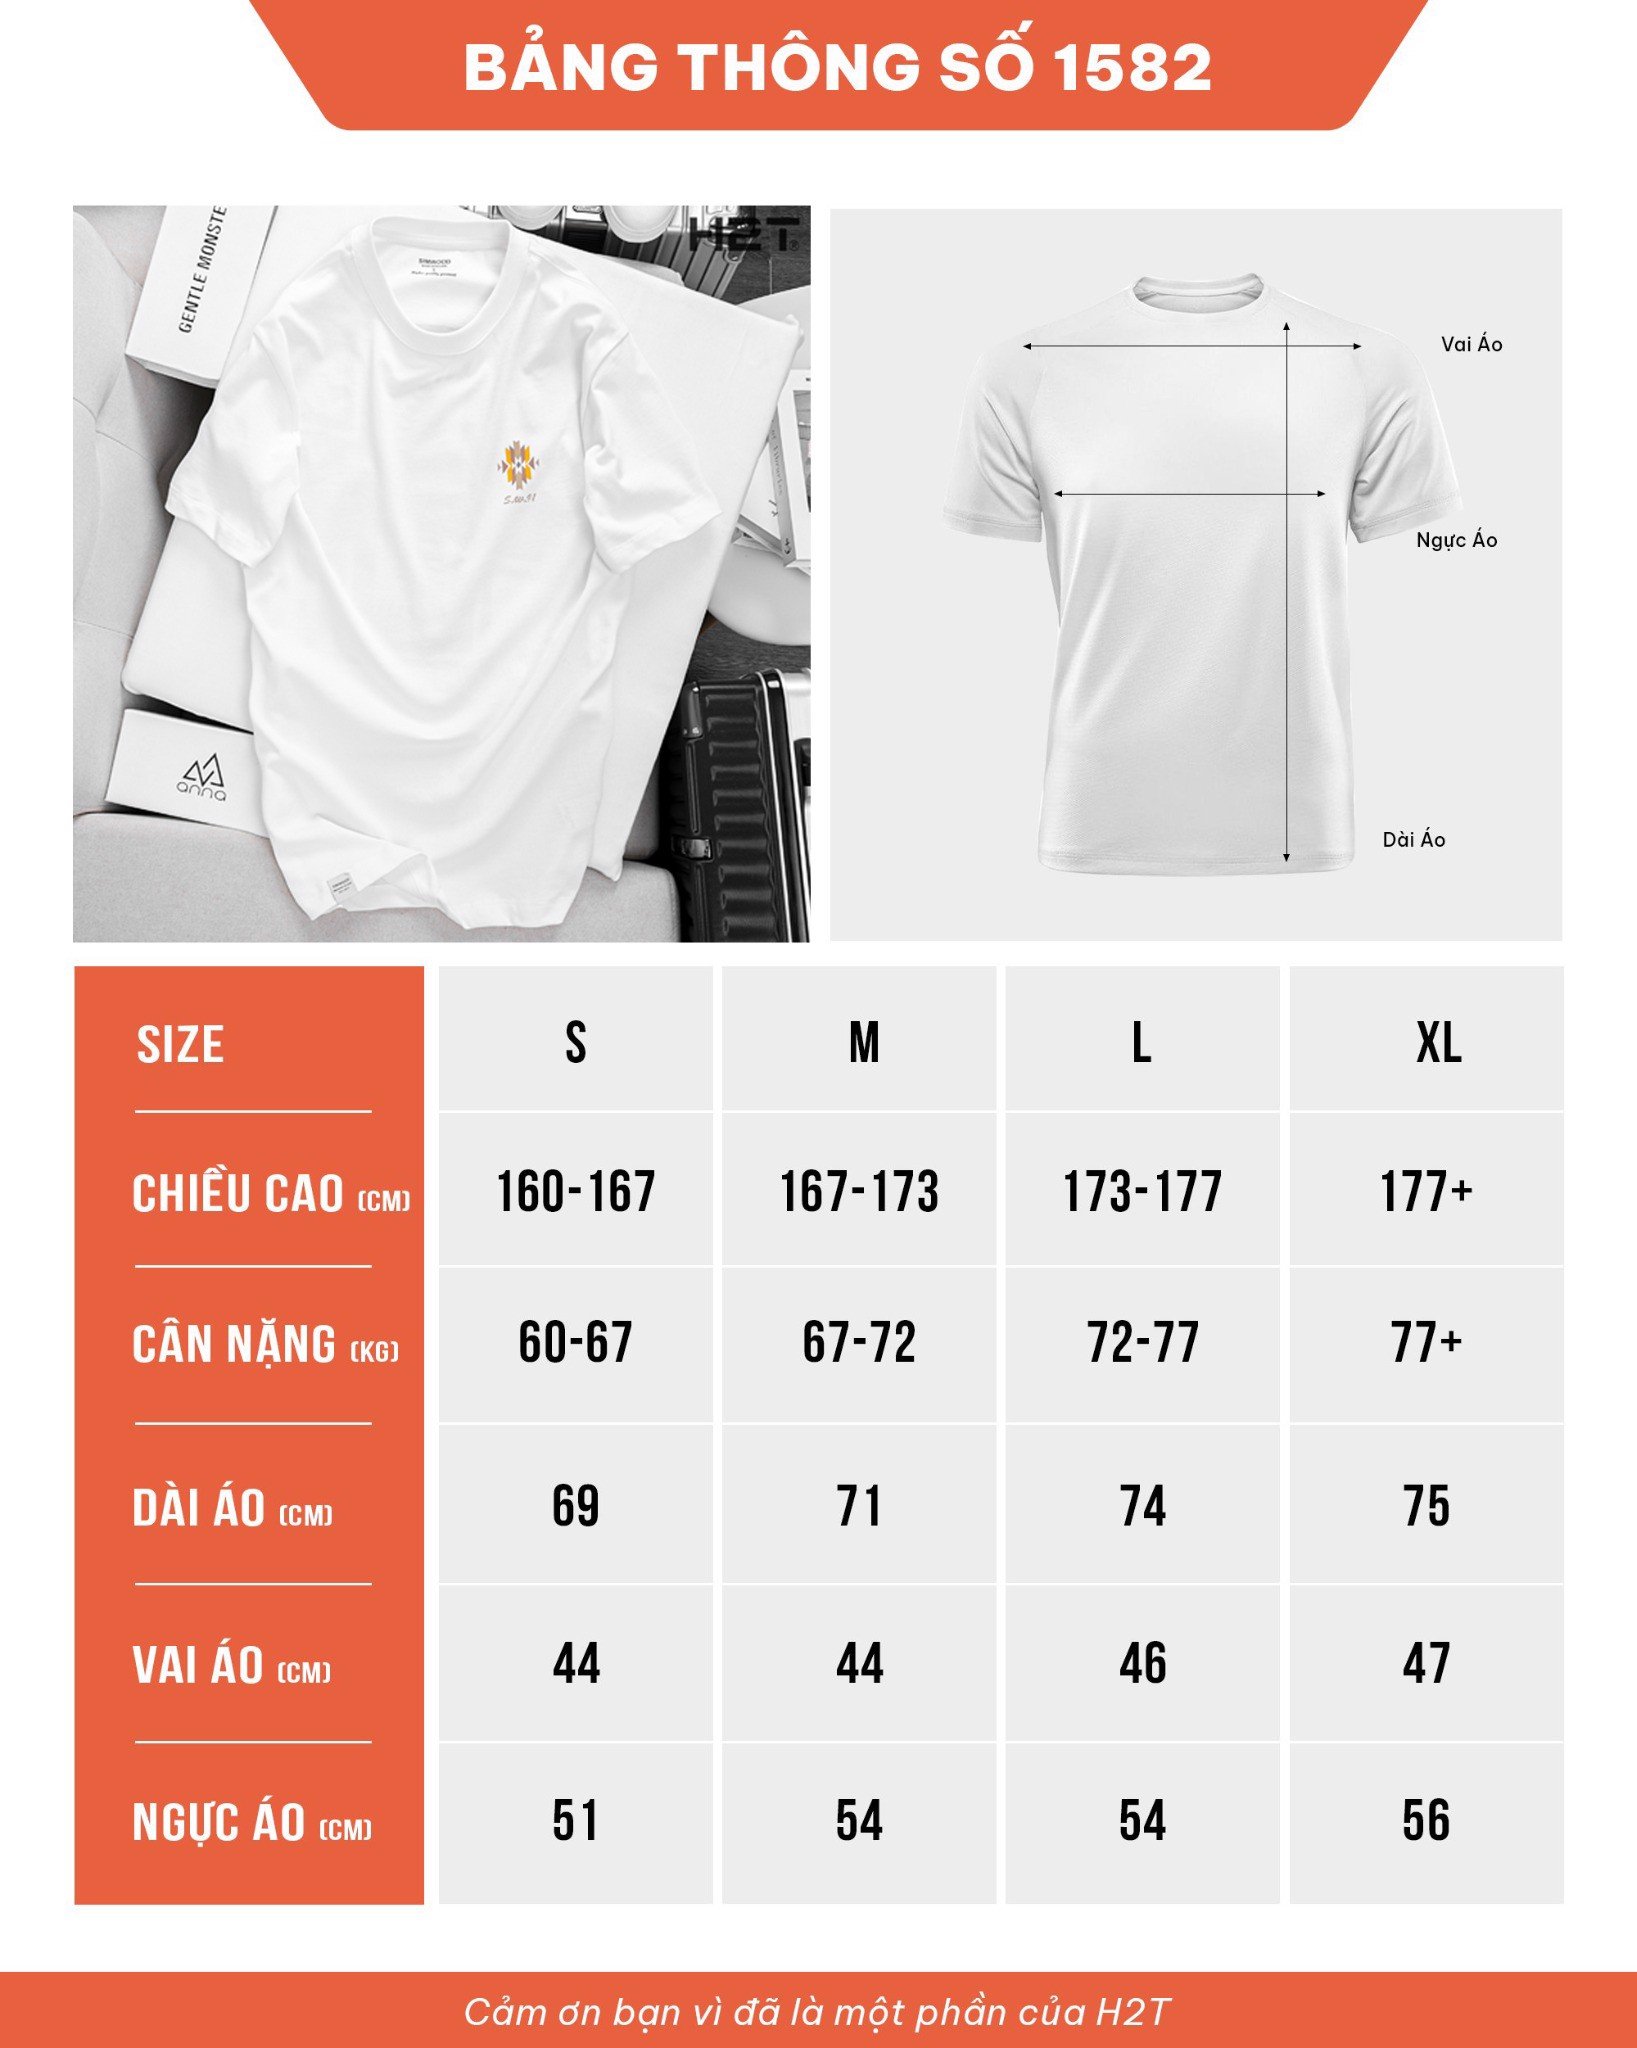 BẢNG THÔNG SỐ 1582
GENTLE MONSTE
H2T
SIMWOOD
anna
Vai Áo
Ngực Áo
Dài Áo
SIZE S M L XL
CHIỀU CAO (CM) 160-167 167-173 173-177 177+
CÂN NẶNG (KG) 60-67 67-72 72-77 77+
DÀI ÁO (CM) 69 71 74 75
VAI ÁO (CM) 44 44 46 47
NGỰC ÁO (CM) 51 54 54 56
Cảm ơn bạn vì đã là một phần của H2T